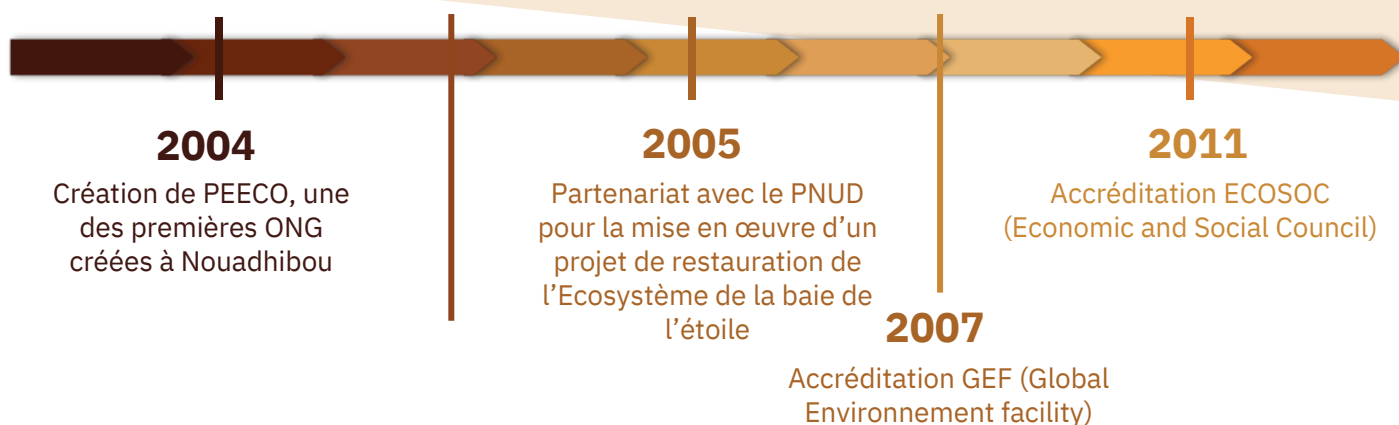 2004
Création de PEECO, une
des premières ONG
créées à Nouadhibou
2005
Partenariat avec le PNUD
pour la mise en œuvre d’un
projet de restauration de
l’Ecosystème de la baie de
l’étoile
2007
Accréditation GEF (Global
Environnement facility)
2011
Accréditation ECOSOC
(Economic and Social Council)